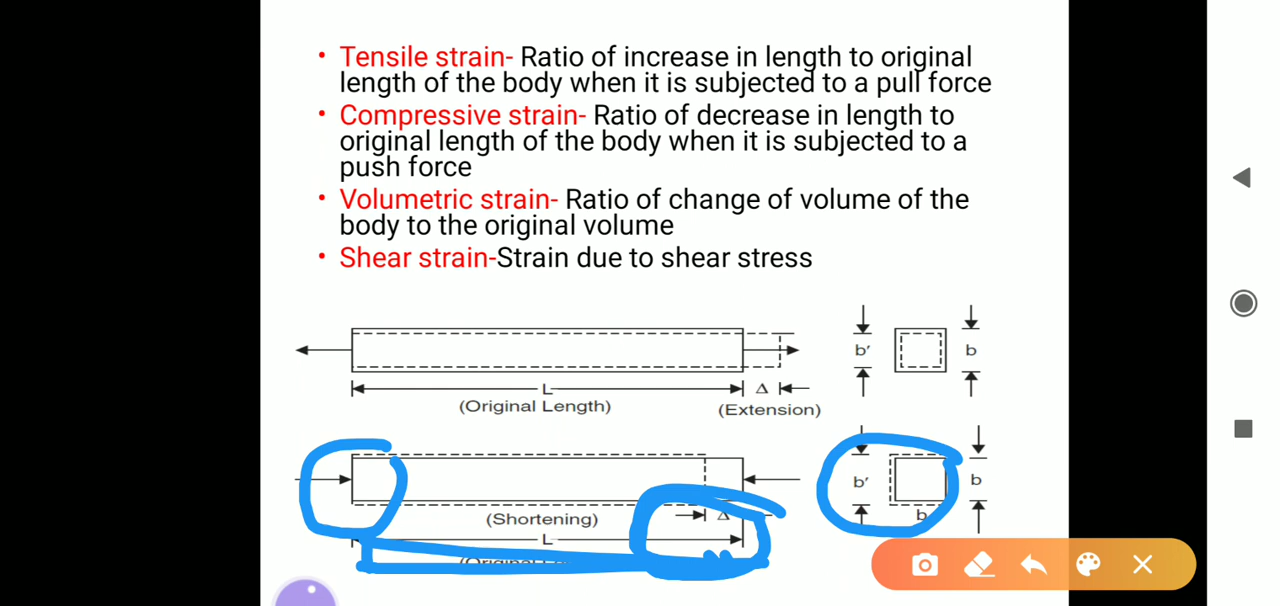 • Tensile strain- Ratio of increase in length to original
length of the body when it is subjected to a pull force
• Compressive strain- Ratio of decrease in length to
original length of the body when it is subjected to a
push force
• Volumetric strain- Ratio of change of volume of the
body to the original volume
• Shear strain-Strain due to shear stress
b′ b
L Δ
(Original Length) (Extension)
b′ b
(Shortening) Δ b
L